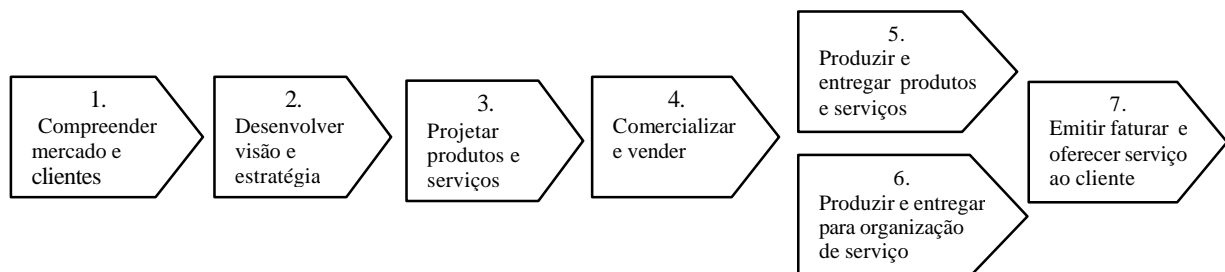 1.
Compreender
mercado e
clientes
2.
Desenvolver
visão e
estratégia
3.
Projetar
produtos e
serviços
4.
Comercializar
e vender
5.
Produzir e
entregar produtos
e serviços
6.
Produzir e entregar
para organização
de serviço
7.
Emitir faturar e
oferecer serviço
ao cliente